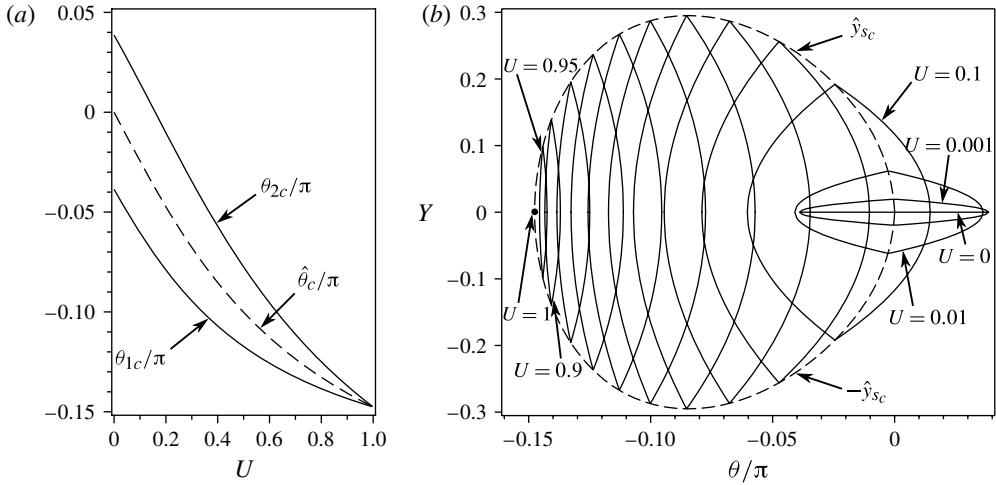 (a)
0.05
0
−0.05
−0.10
−0.15
0
0.2
0.4
0.6
0.8
1.0
U
θ2c/π
θ̂c/π
θ1c/π
(b)
0.3
0.2
0.1
0
−0.1
−0.2
−0.3
Y
−0.15
−0.10
−0.05
0
θ/π
ŷsc
U = 0.95
U = 0.1
U = 0.001
U = 0
U = 0.01
U = 1
U = 0.9
−ŷsc